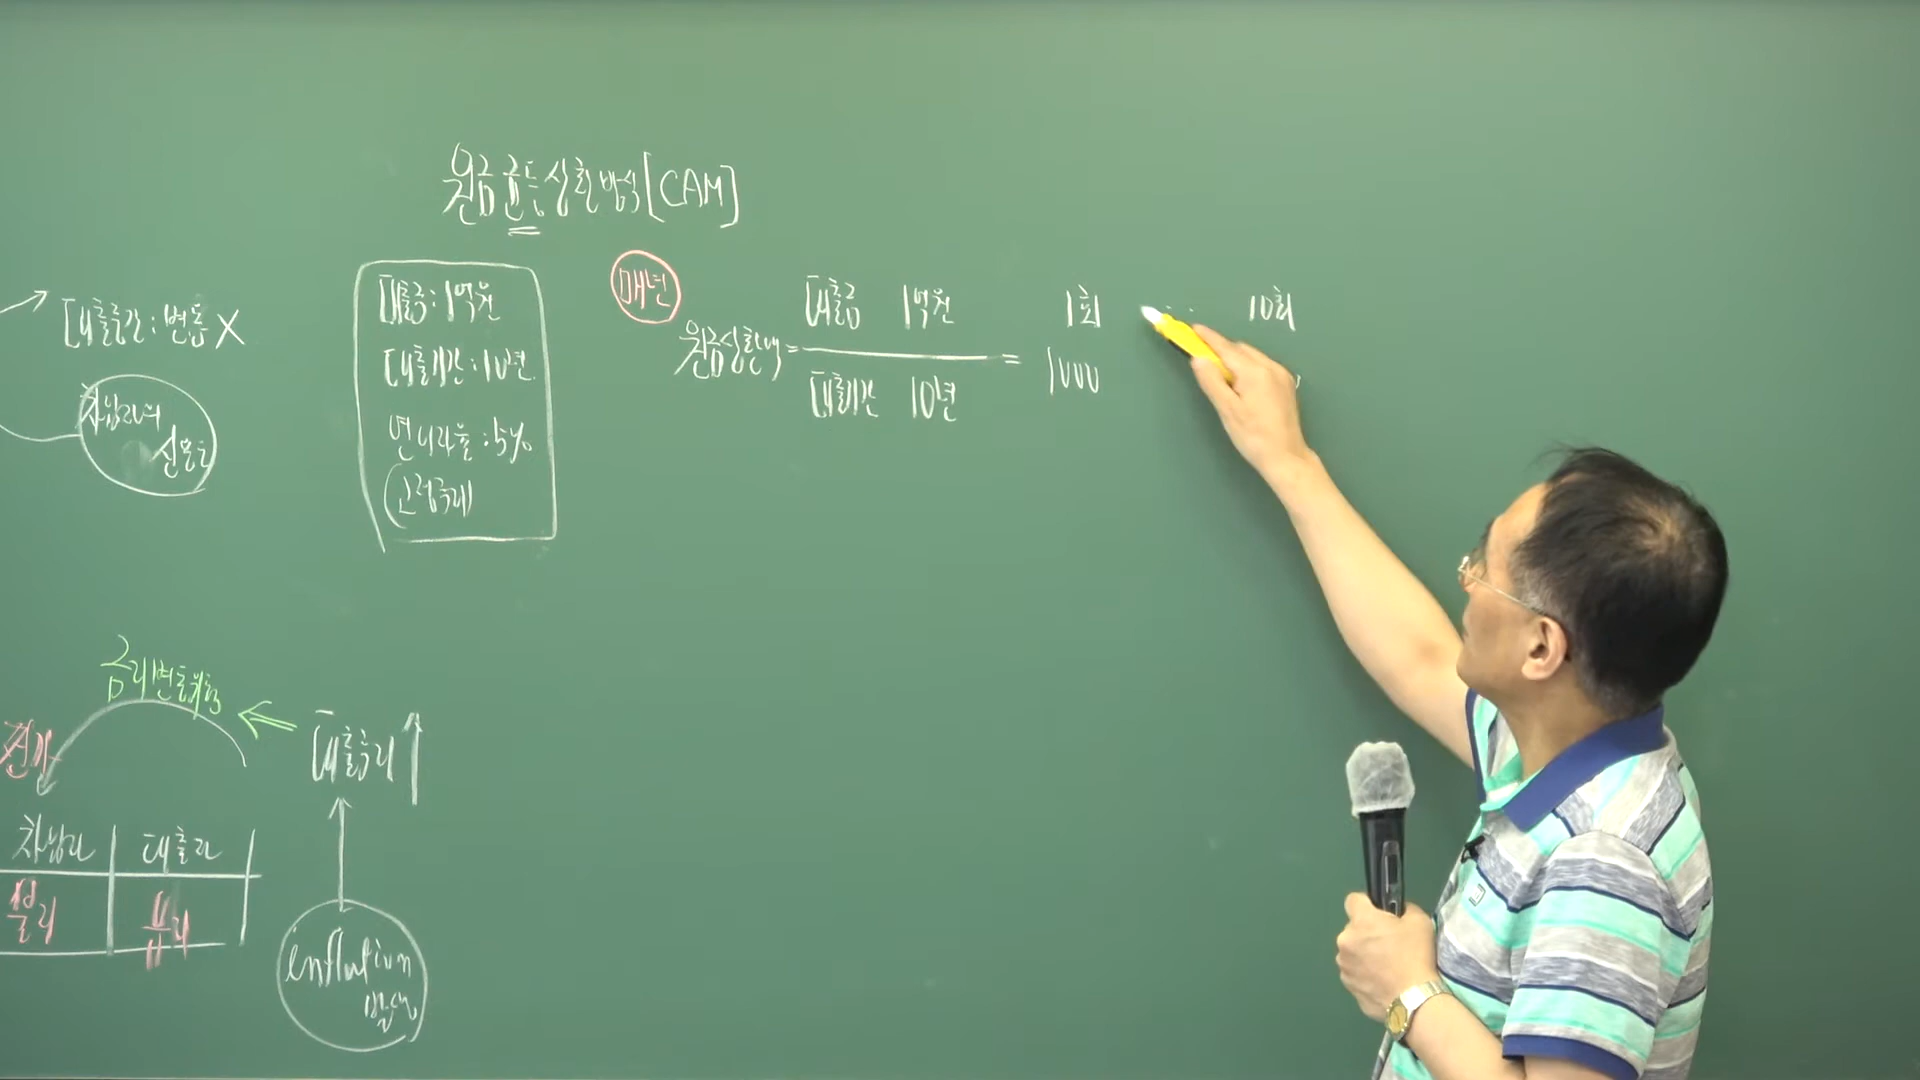 원금균등상환방식[CAM]
대출기간 : 변동 X
차입자의
신용도
대출금 : 1억원
대출기간 : 10년
연이자율 : 5%
(고정금리)
매년
원금상환액 =
대출금 1억원
대출기간 10년
=
1회 ··· 10회
1000
금리변동위험
전가
대출금리↑
차입자 대출자
불리 유리
inflation
발생